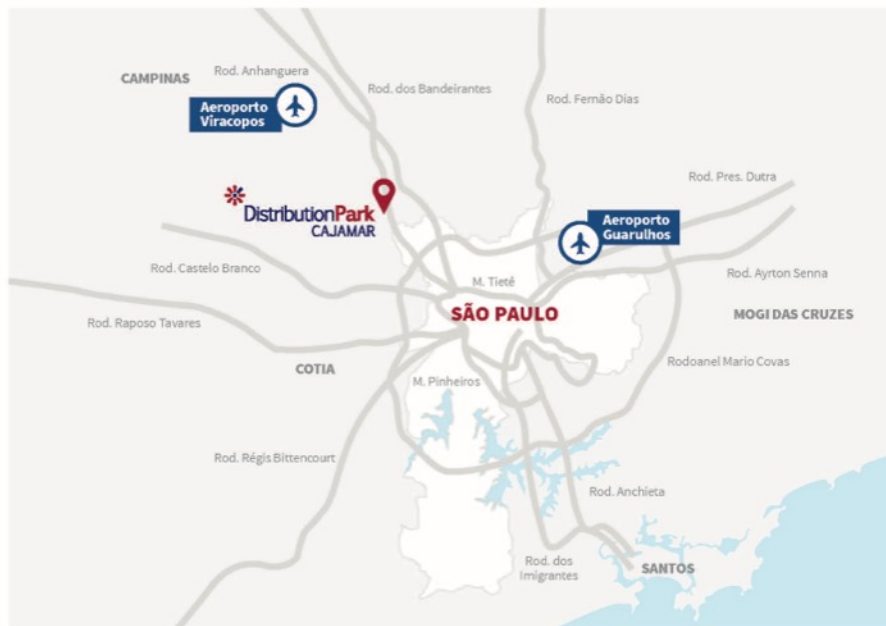 Rod. Anhanguera
CAMPINAS
Rod. dos Bandeirantes
Aeroporto
Viracopos
Rod. Fernão Dias
Rod. Pres. Dutra
DistributionPark
CAJAMAR
Aeroporto
Guarulhos
Rod. Castelo Branco
M. Tietê
Rod. Ayrton Senna
SÃO PAULO
MOGI DAS CRUZES
Rod. Raposo Tavares
COTIA
Rodoanel Mario Covas
M. Pinheiros
Rod. Régis Bittencourt
Rod. Anchieta
Rod. dos
Imigrantes
SANTOS